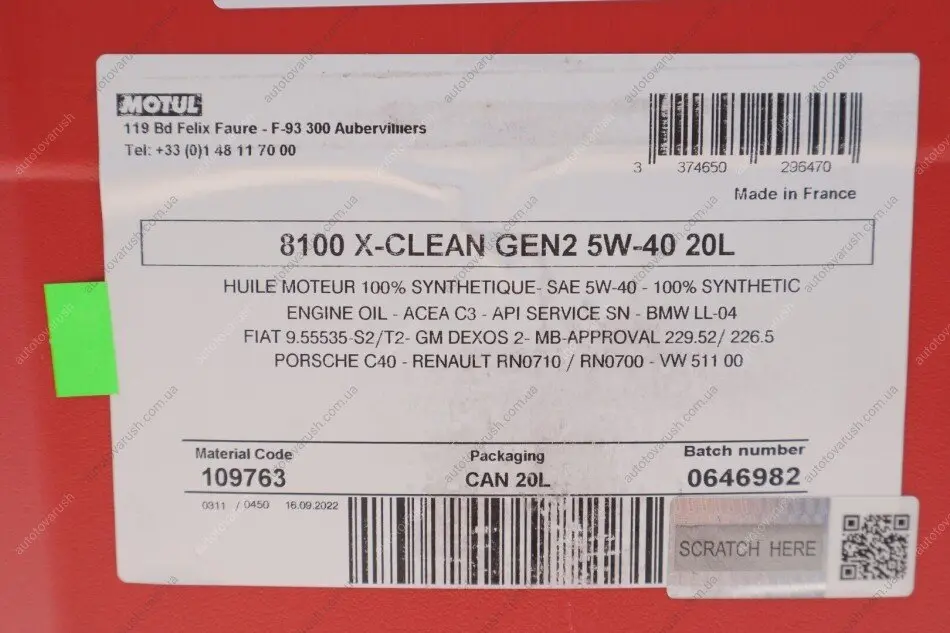 MOTUL
119 Bd Felix Faure - F-93 300 Aubervilliers
Tel: +33 (0)1 48 11 70 00
3 374650 296470
Made in France
8100 X-CLEAN GEN2 5W-40 20L
HUILE MOTEUR 100% SYNTHETIQUE- SAE 5W-40 - 100% SYNTHETIC
ENGINE OIL - ACEA C3 - API SERVICE SN - BMW LL-04
FIAT 9.55535-S2/T2- GM DEXOS 2- MB-APPROVAL 229.52/ 226.5
PORSCHE C40 - RENAULT RN0710 / RN0700 - VW 511 00
Material Code Packaging Batch number
109763 CAN 20L 0646982
0311 / 0450 16.09.2022
SCRATCH HERE
autotovarush.com.ua